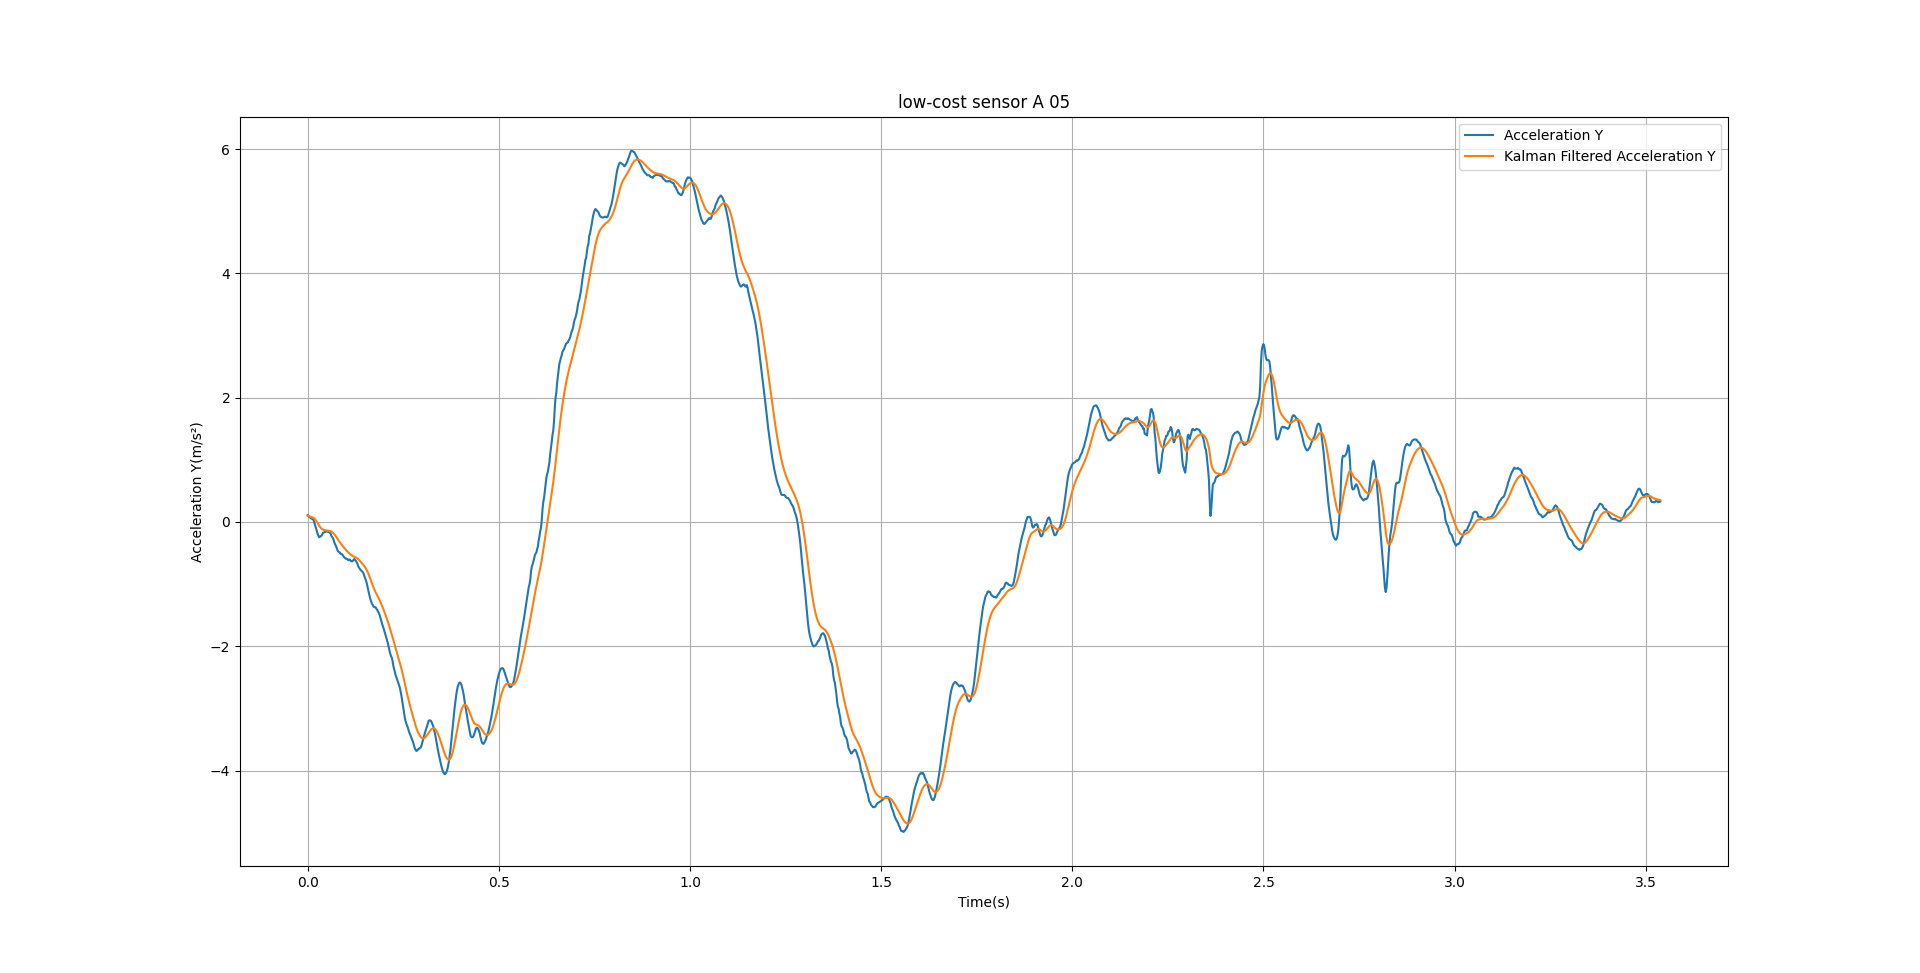 low-cost sensor A 05
Acceleration Y
Kalman Filtered Acceleration Y
6
4
2
0
−2
−4
Acceleration Y(m/s²)
0.0 0.5 1.0 1.5 2.0 2.5 3.0 3.5
Time(s)